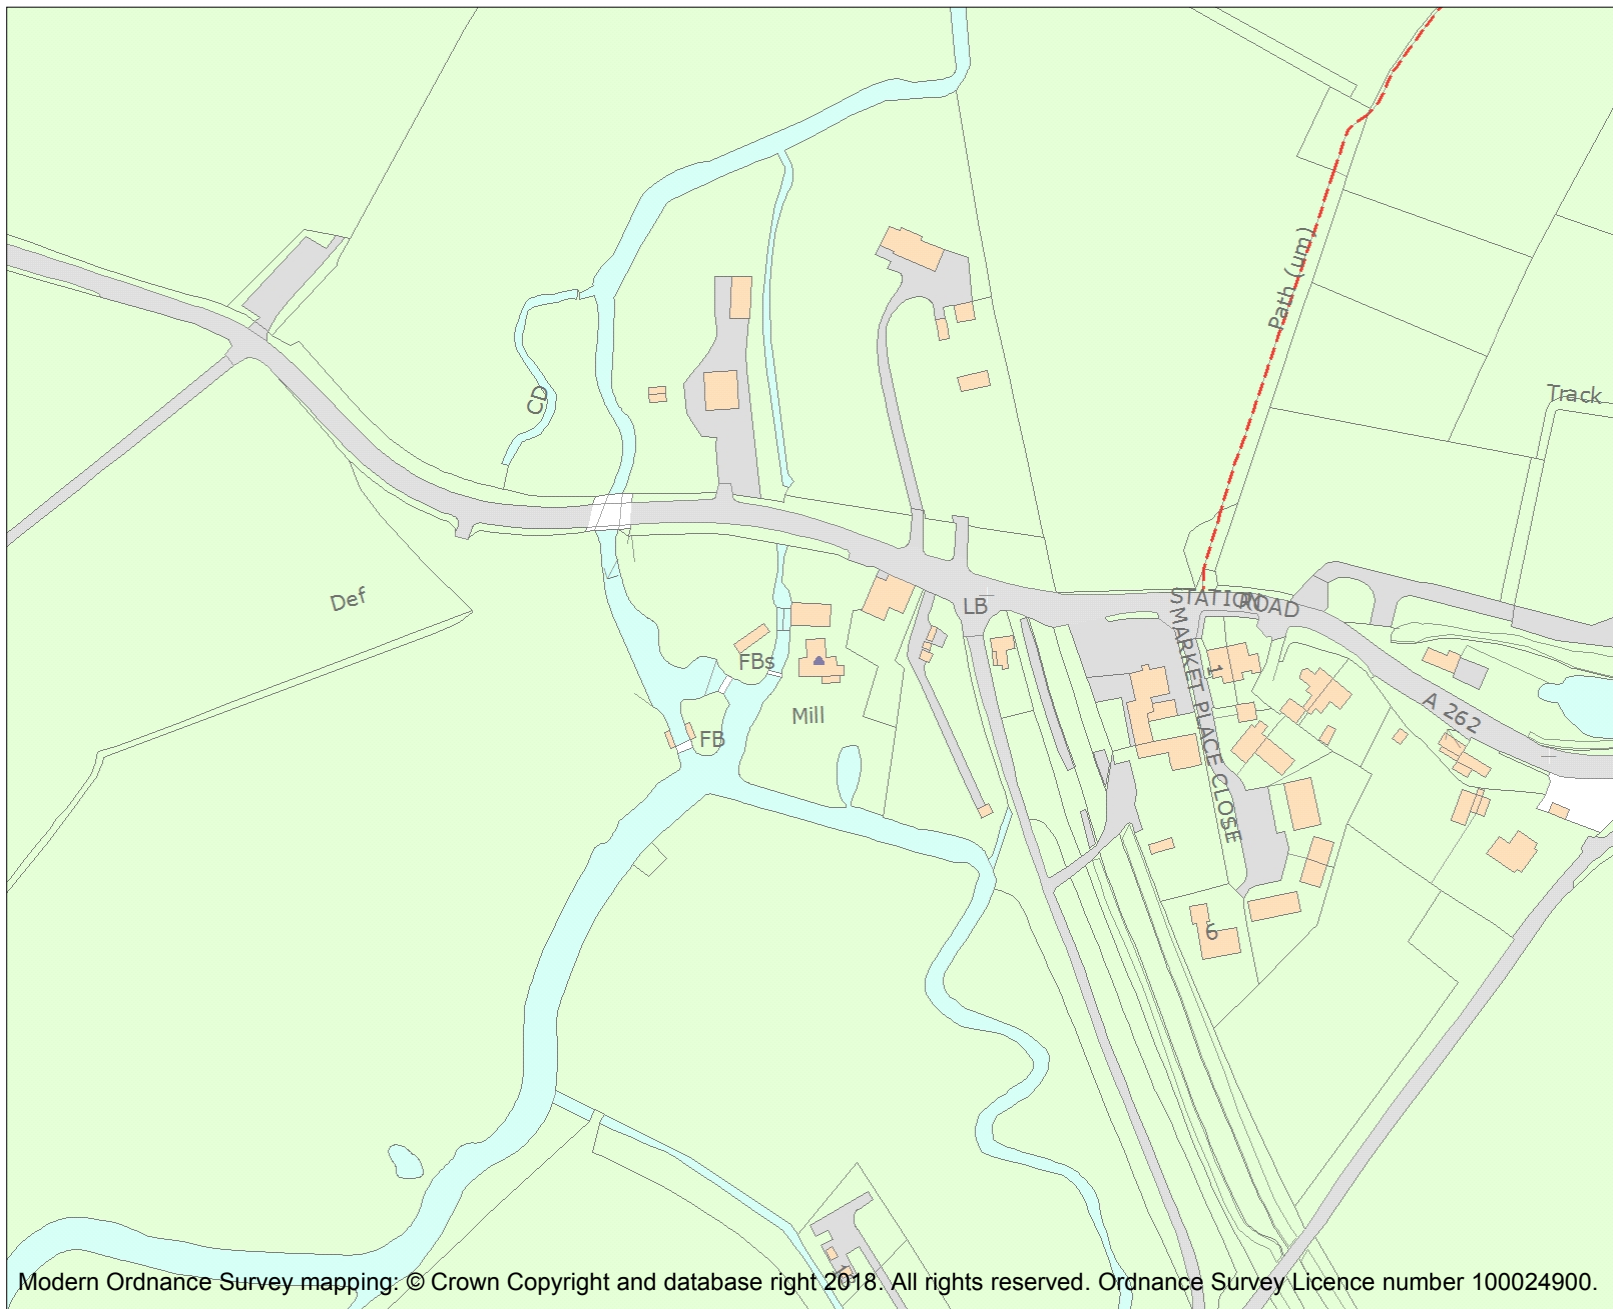 Path (um)
Track
CD
Def
LB
STATION ROAD
FBs
MARKET PLACE CLOSE
1
A 262
Mill
FB
6
Modern Ordnance Survey mapping: © Crown Copyright and database right 2018. All rights reserved. Ordnance Survey Licence number 100024900.